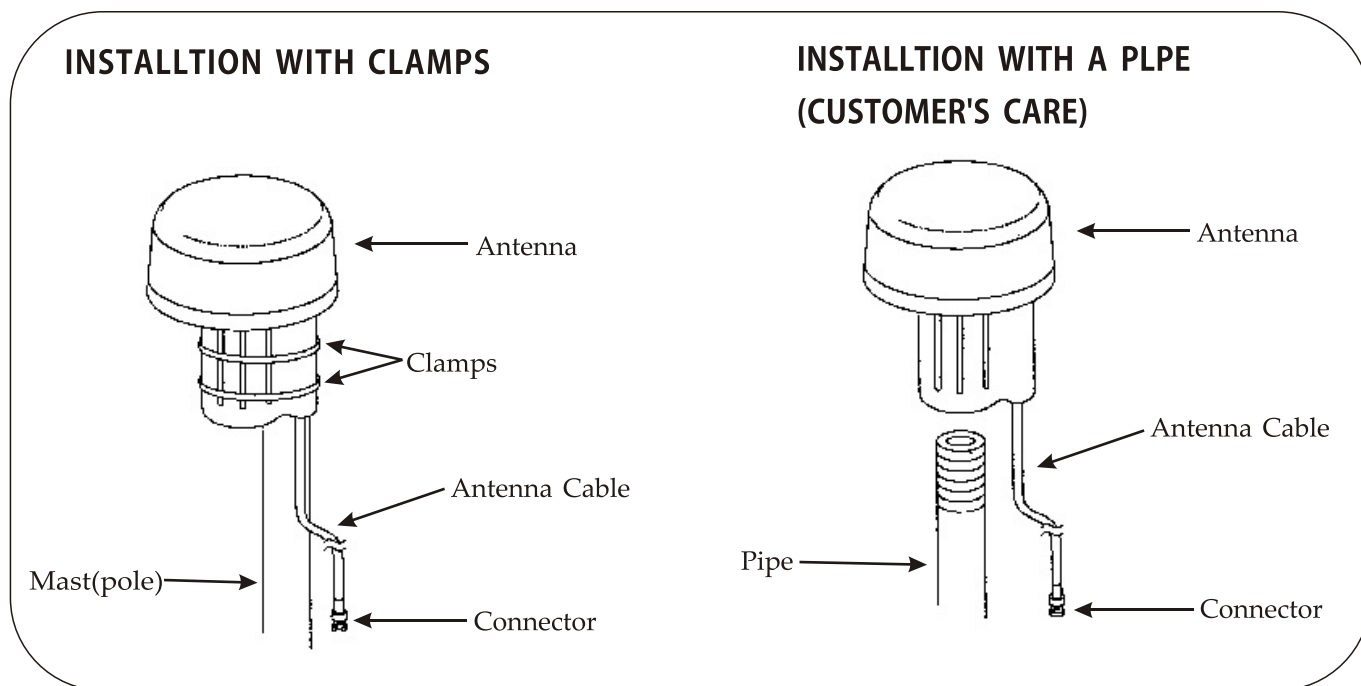 INSTALLTION WITH CLAMPS
Antenna
Clamps
Antenna Cable
Mast(pole)
Connector
INSTALLTION WITH A PLPE
(CUSTOMER'S CARE)
Antenna
Antenna Cable
Pipe
Connector